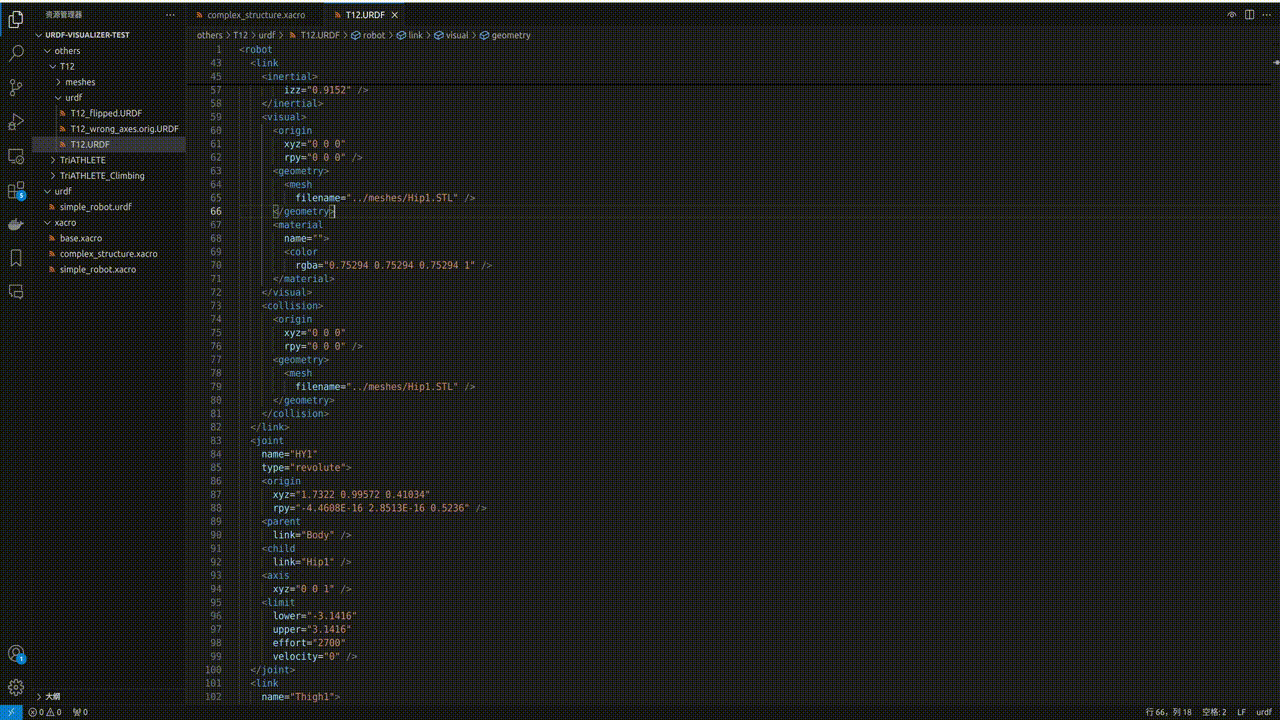 资源管理器
complex_structure.xacro
T12.URDF
URDF-VISUALIZER-TEST
others
T12
meshes
urdf
T12_flipped.URDF
T12_wrong_axes.orig.URDF
T12.URDF
TriATHLETE
TriATHLETE_Climbing
urdf
simple_robot.urdf
xacro
base.xacro
complex_structure.xacro
simple_robot.xacro
大纲
others > T12 > urdf > T12.URDF > robot > link > visual > geometry
1 <robot
43 <link
45 <inertial>
57 izz="0.9152" />
58 </inertial>
59 <visual>
60 <origin
61 xyz="0 0 0"
62 rpy="0 0 0" />
63 <geometry>
64 <mesh
65 filename="../meshes/Hip1.STL" />
66 </geometry>
67 <material
68 name="">
69 <color
70 rgba="0.75294 0.75294 0.75294 1" />
71 </material>
72 </visual>
73 <collision>
74 <origin
75 xyz="0 0 0"
76 rpy="0 0 0" />
77 <geometry>
78 <mesh
79 filename="../meshes/Hip1.STL" />
80 </geometry>
81 </collision>
82 </link>
83 <joint
84 name="HY1"
85 type="revolute">
86 <origin
87 xyz="1.7322 0.99572 0.41034"
88 rpy="-4.4608E-16 2.8513E-16 0.5236" />
89 <parent
90 link="Body" />
91 <child
92 link="Hip1" />
93 <axis
94 xyz="0 0 1" />
95 <limit
96 lower="-3.1416"
97 upper="3.1416"
98 effort="2700"
99 velocity="0" />
100 </joint>
101 <link
102 name="Thigh1">
5
1
0 0 0
行 66，列 18 空格: 2 LF urdf